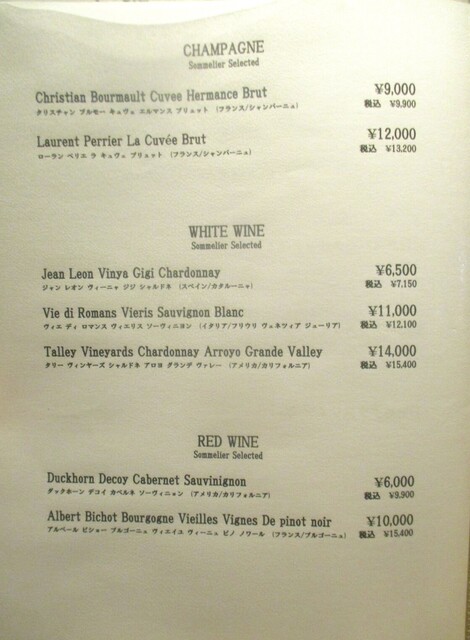 CHAMPAGNE
Sommelier Selected
Christian Bourmault Cuvee Hermance Brut ¥9,000
クリスチャン ブルモー キュヴェ エルマンス ブリュット (フランス/シャンパーニュ) 税込 ¥9,900
Laurent Perrier La Cuvée Brut ¥12,000
ローラン ペリエ ラ キュヴェ ブリュット (フランス/シャンパーニュ) 税込 ¥13,200
WHITE WINE
Sommelier Selected
Jean Leon Vinya Gigi Chardonnay ¥6,500
ジャン レオン ヴィーニャ ジジ シャルドネ (スペイン/カタルーニャ) 税込 ¥7,150
Vie di Romans Vieris Sauvignon Blanc ¥11,000
ヴィエ ディ ロマンス ヴィエリス ソーヴィニヨン (イタリア/フリウリ ヴェネツィア ジューリア) 税込 ¥12,100
Talley Vineyards Chardonnay Arroyo Grande Valley ¥14,000
タリー ヴィンヤーズ シャルドネ アロヨ グランデ ヴァレー (アメリカ/カリフォルニア) 税込 ¥15,400
RED WINE
Sommelier Selected
Duckhorn Decoy Cabernet Sauvinignon ¥6,000
ダックホーン デコイ カベルネ ソーヴィニャン (アメリカ/カリフォルニア) 税込 ¥9,900
Albert Bichot Bourgogne Vieilles Vignes De pinot noir ¥10,000
アルベール ビショー ブルゴーニュ ヴィエイユ ヴィーニュ ピノ ノワール (フランス/ブルゴーニュ) 税込 ¥15,400